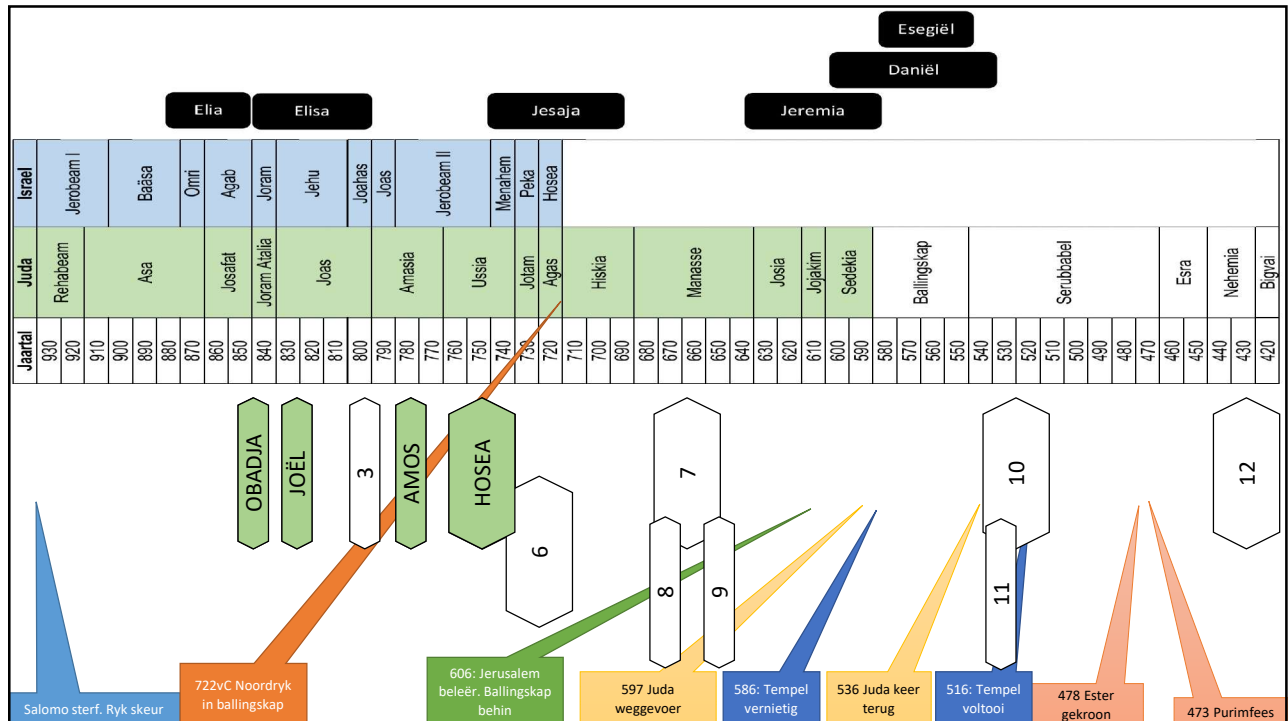 Esegiël
Daniël
Elia
Elisa
Jesaja
Jeremia
Israel
Jerobeam I
Baäsa
Omri
Agab
Joram
Jehu
Joahas
Joas
Jerobeam II
Menahem
Peka
Hosea
Juda
Rehabeam
Asa
Josafat
Joram Atalia
Joas
Amasia
Ussia
Jotam
Agas
Hiskia
Manasse
Josia
Jojakim
Sedekia
Ballingskap
Serubbabel
Esra
Nehemia
Bigvai
Jaartal
930
920
910
900
890
880
870
860
850
840
830
820
810
800
790
780
770
760
750
740
730
720
710
700
690
680
670
660
650
640
630
620
610
600
590
580
570
560
550
540
530
520
510
500
490
480
470
460
450
440
430
420
OBADJA
JOËL
3
AMOS
HOSEA
6
7
8
9
10
11
12
Salomo sterf. Ryk skeur
722vC Noordryk
in ballingskap
606: Jerusalem
beleër. Ballingskap
behin
597 Juda
weggevoer
586: Tempel
vernietig
536 Juda keer
terug
516: Tempel
voltooi
478 Ester
gekroon
473 Purimfees